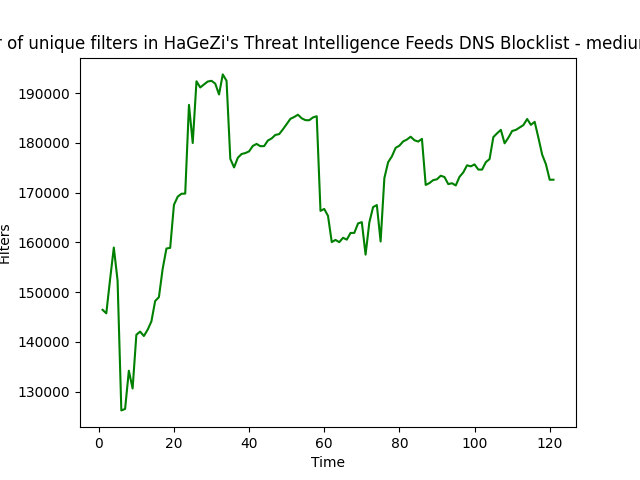 r of unique filters in HaGeZi's Threat Intelligence Feeds DNS Blocklist - mediu
190000
180000
170000
160000
150000
140000
130000
Filters
0 20 40 60 80 100 120
Time